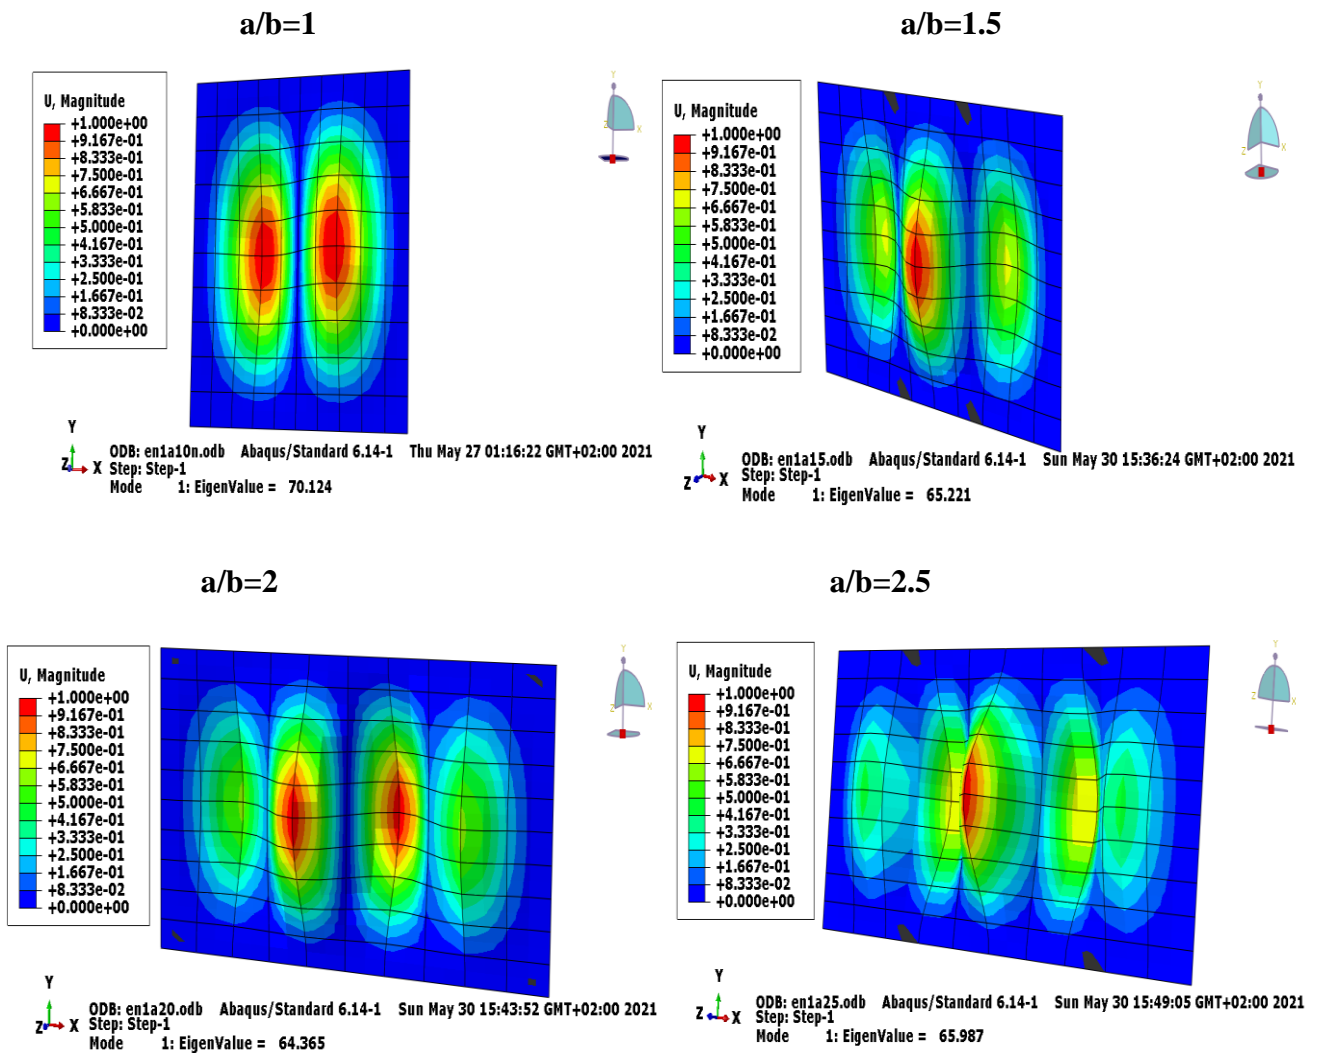 a/b=1
U, Magnitude
+1.000e+00
+9.167e-01
+8.333e-01
+7.500e-01
+6.667e-01
+5.833e-01
+5.000e-01
+4.167e-01
+3.333e-01
+2.500e-01
+1.667e-01
+8.333e-02
+0.000e+00
Y
Z X
Y
Z X
ODB: en1a10n.odb Abaqus/Standard 6.14-1 Thu May 27 01:16:22 GMT+02:00 2021
Step: Step-1
Mode 1: EigenValue = 70.124
a/b=1.5
U, Magnitude
+1.000e+00
+9.167e-01
+8.333e-01
+7.500e-01
+6.667e-01
+5.833e-01
+5.000e-01
+4.167e-01
+3.333e-01
+2.500e-01
+1.667e-01
+8.333e-02
+0.000e+00
Y
Z X
Y
Z X
ODB: en1a15.odb Abaqus/Standard 6.14-1 Sun May 30 15:36:24 GMT+02:00 2021
Step: Step-1
Mode 1: EigenValue = 65.221
a/b=2
U, Magnitude
+1.000e+00
+9.167e-01
+8.333e-01
+7.500e-01
+6.667e-01
+5.833e-01
+5.000e-01
+4.167e-01
+3.333e-01
+2.500e-01
+1.667e-01
+8.333e-02
+0.000e+00
Y
Z X
Y
Z X
ODB: en1a20.odb Abaqus/Standard 6.14-1 Sun May 30 15:43:52 GMT+02:00 2021
Step: Step-1
Mode 1: EigenValue = 64.365
a/b=2.5
U, Magnitude
+1.000e+00
+9.167e-01
+8.333e-01
+7.500e-01
+6.667e-01
+5.833e-01
+5.000e-01
+4.167e-01
+3.333e-01
+2.500e-01
+1.667e-01
+8.333e-02
+0.000e+00
Y
Z X
Y
Z X
ODB: en1a25.odb Abaqus/Standard 6.14-1 Sun May 30 15:49:05 GMT+02:00 2021
Step: Step-1
Mode 1: EigenValue = 65.987